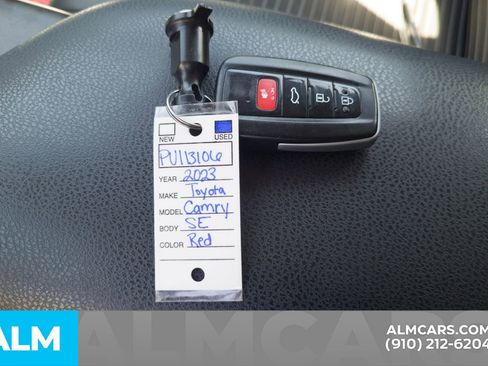 NEW USED
PU113106
YEAR 2023
MAKE Toyota
MODEL Camry
BODY SE
COLOR Red
ALMCARS
ALM
ALMCARS.COM
(910) 212-6204